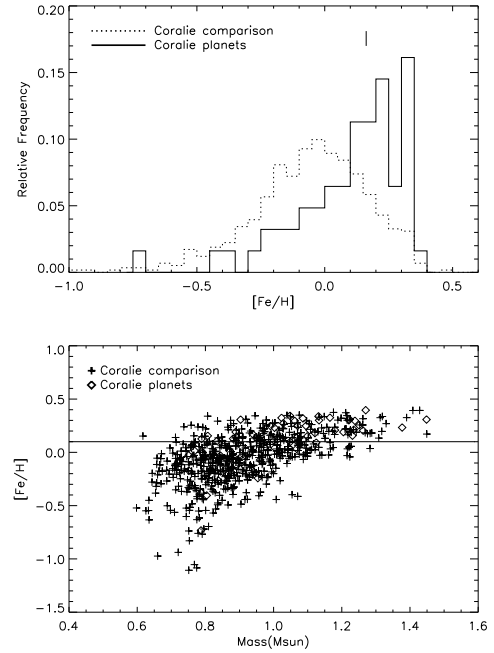 0.20
0.15
0.10
0.05
0.00
Relative Frequency
Coralie comparison
Coralie planets
-1.0 -0.5 0.0 0.5
[Fe/H]
1.0
0.5
0.0
-0.5
-1.0
-1.5
[Fe/H]
Coralie comparison
Coralie planets
0.4 0.6 0.8 1.0 1.2 1.4 1.6
Mass(Msun)